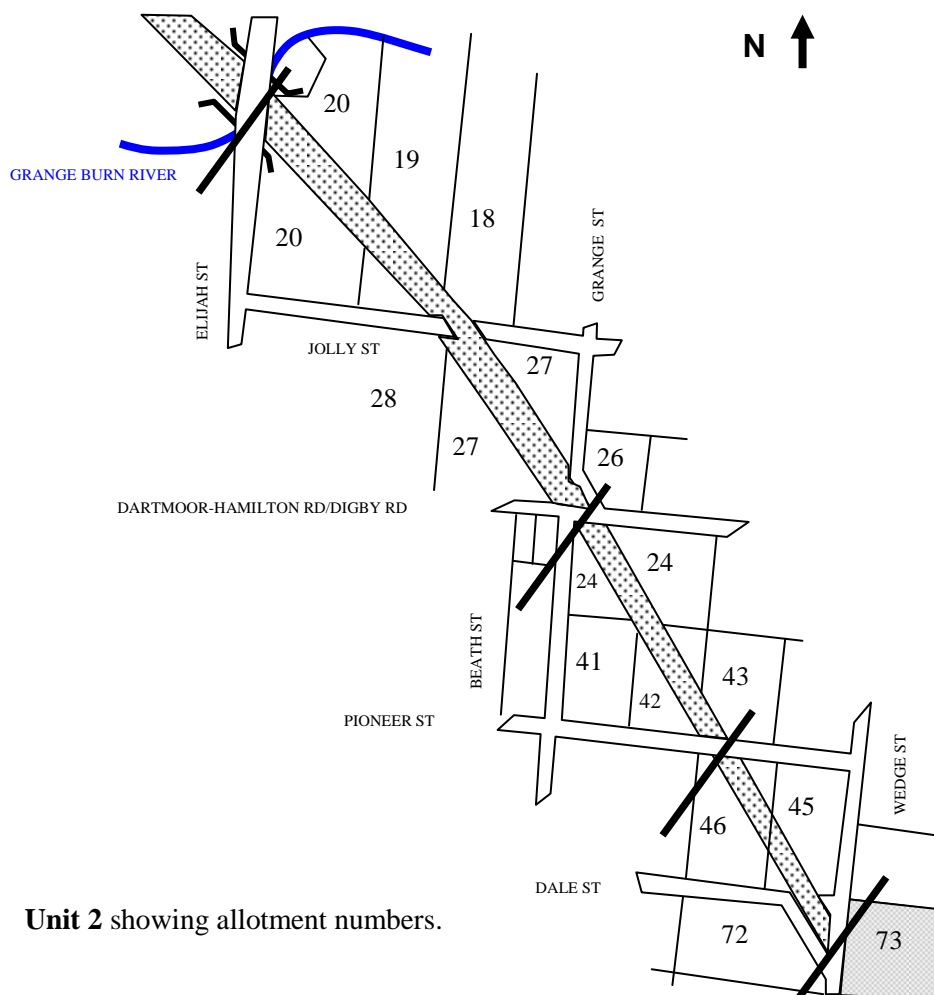 N
20
19
GRANGE BURN RIVER
18
20
GRANGE ST
ELIJAH ST
JOLLY ST
27
28
27
26
DARTMOOR-HAMILTON RD/DIGBY RD
24
24
BEATH ST
41
43
42
PIONEER ST
WEDGE ST
45
46
DALE ST
Unit 2 showing allotment numbers.
72
73